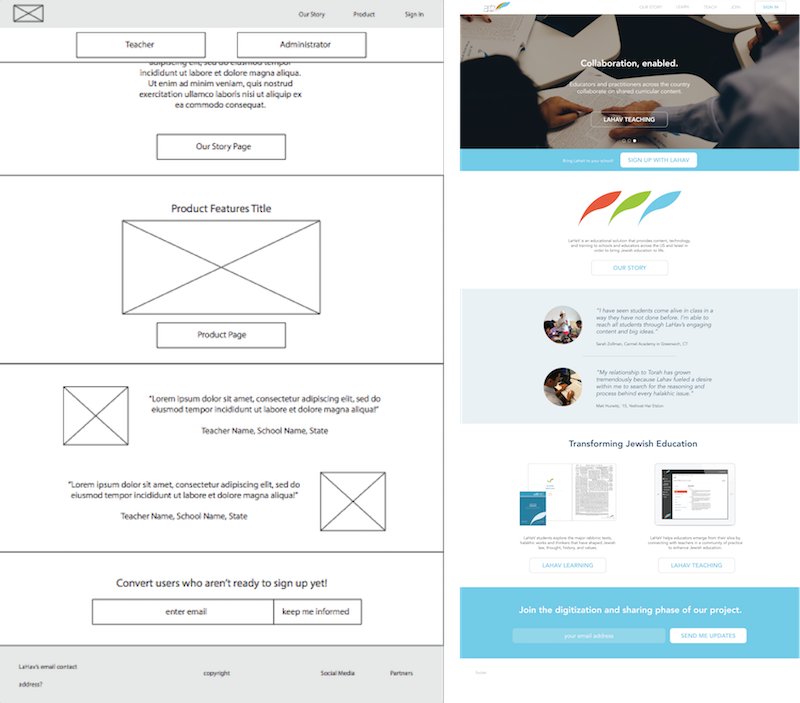 Our Story Product Sign In
Teacher Administrator
adipiscing elit, sed do eiusmod tempor
incididunt ut labore et dolore magna aliqua.
Ut enim ad minim veniam, quis nostrud
exercitation ullamco laboris nisi ut aliquip ex
ea commodo consequat.
Our Story Page
Product Features Title
Product Page
"Lorem ipsum dolor sit amet, consectetur adipiscing elit, sed do
eiusmod tempor incididunt ut labore et dolore magna aliqua!"
Teacher Name, School Name, State
"Lorem ipsum dolor sit amet, consectetur adipiscing elit, sed do
eiusmod tempor incididunt ut labore et dolore magna aliqua!"
Teacher Name, School Name, State
Convert users who aren't ready to sign up yet!
enter email keep me informed
LaHav's email contact
address?
copyright Social Media Partners
OUR STORY LEARN TEACH JOIN SIGN IN
Collaboration, enabled.
Educators and practitioners across the country
collaborate on shared curricular content.
LAHAV TEACHING
Bring LaHaV to your school! SIGN UP WITH LAHAV
LaHaV is an educational solution that provides content, technology,
and training to schools and educators across the US and Israel in
order to bring Jewish education to life.
OUR STORY
"I have seen students come alive in class in a
way they have not done before. I'm able to
reach all students through LaHav's engaging
content and big ideas."
Sarah Zollman, Carmel Academy in Greenwich, CT
"My relationship to Torah has grown
tremendously because Lahav fueled a desire
within me to search for the reasoning and
process behind every halakhic issue."
Transforming Jewish Education
LaHaV students explore the major rabbinic texts,
halakhic works and thinkers that have shaped Jewish
law, thought, history, and values.
LAHAV LEARNING
LaHaV helps educators emerge from their silos by
connecting with teachers in a community of practice
to enhance Jewish education.
LAHAV TEACHING
Join the digitization and sharing phase of our project.
your email address SEND ME UPDATES